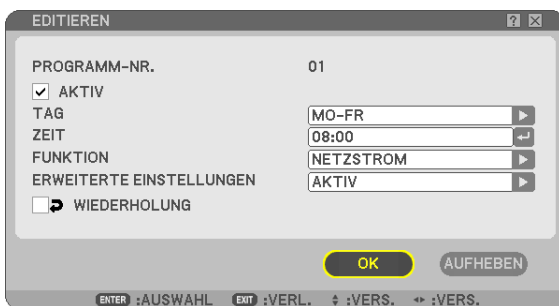 EDITIEREN
PROGRAMM-NR. 01
AKTIV
TAG MO-FR
ZEIT 08:00
FUNKTION NETZSTROM
ERWEITERTE EINSTELLUNGEN AKTIV
WIEDERHOLUNG
OK AUFHEBEN
ENTER :AUSWAHL EXIT :VERL. :VERS. :VERS.